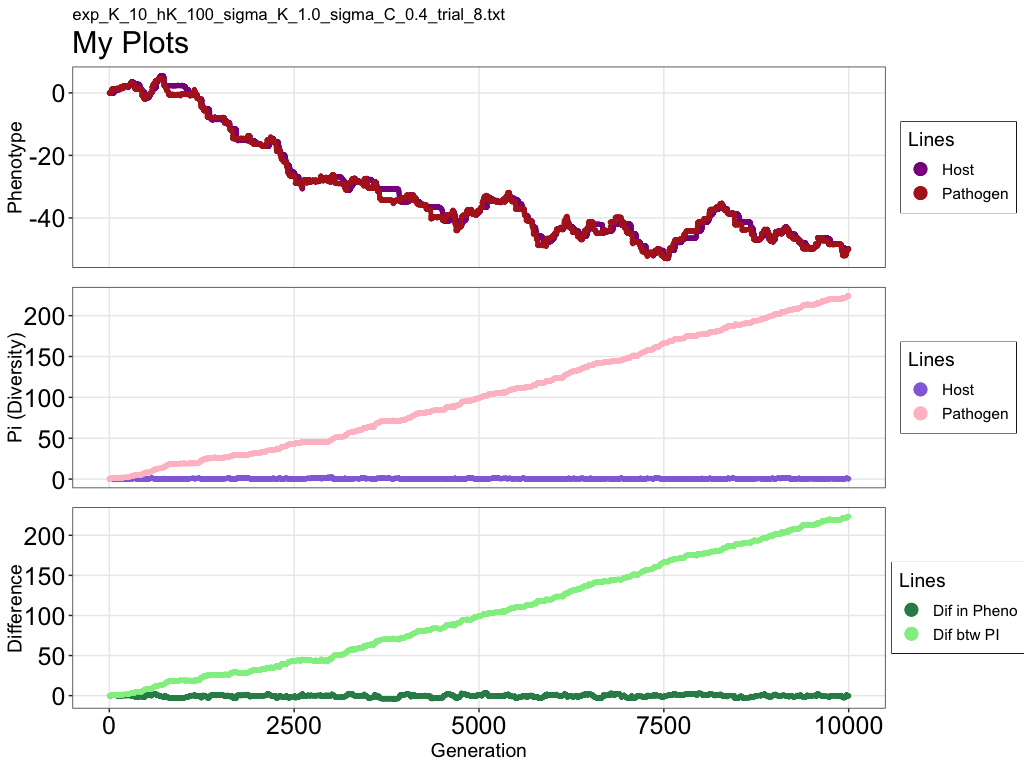 exp_K_10_hK_100_sigma_K_1.0_sigma_C_0.4_trial_8.txt
My Plots
Phenotype
0
-20
-40
Lines
Host
Pathogen
Pi (Diversity)
200
150
100
50
0
Lines
Host
Pathogen
Difference
200
150
100
50
0
Lines
Dif in Pheno
Dif btw PI
0 2500 5000 7500 10000
Generation